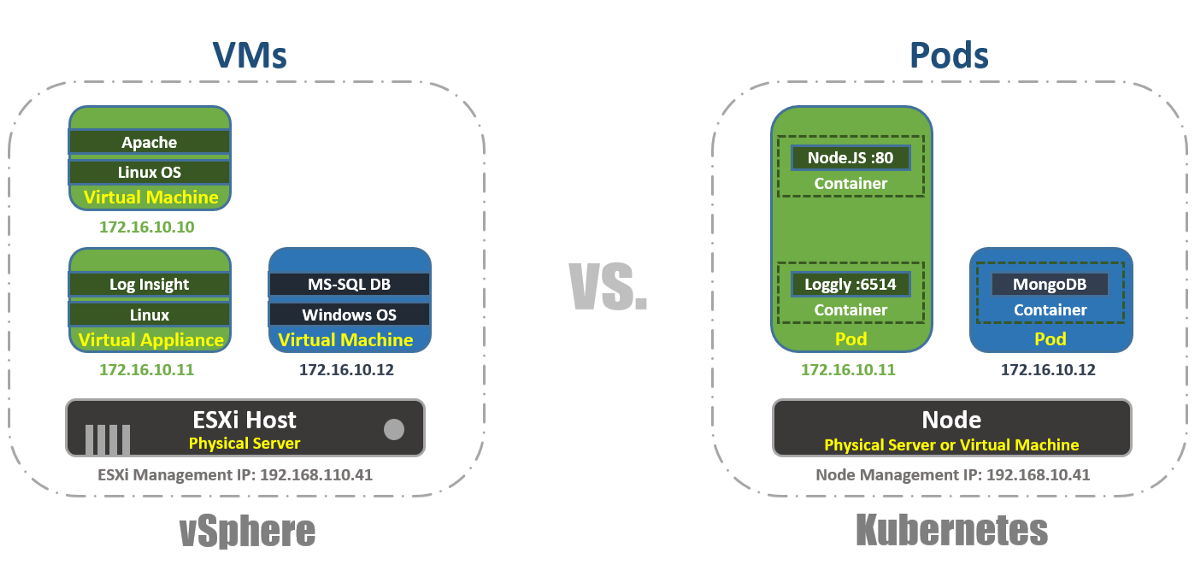 VMs
Apache
Linux OS
Virtual Machine
172.16.10.10
Log Insight
Linux
Virtual Appliance
172.16.10.11
MS-SQL DB
Windows OS
Virtual Machine
172.16.10.12
ESXi Host
Physical Server
ESXi Management IP: 192.168.110.41
vSphere
VS.
Pods
Node.JS :80
Container
Loggly :6514
Container
Pod
172.16.10.11
MongoDB
Container
Pod
172.16.10.12
Node
Physical Server or Virtual Machine
Node Management IP: 192.168.10.41
Kubernetes